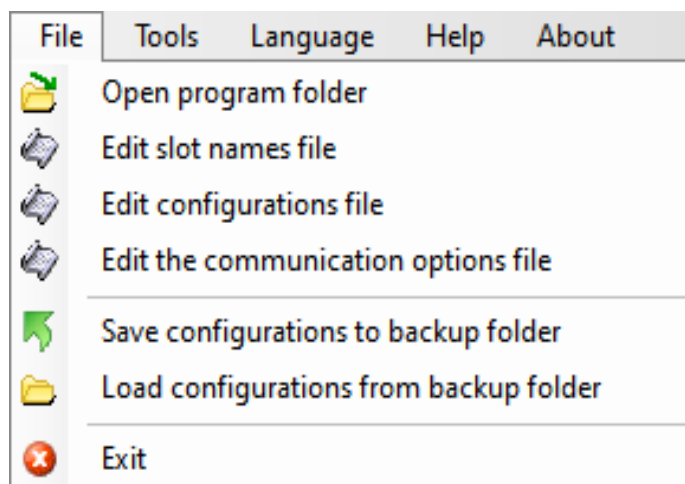 File Tools Language Help About
Open program folder
Edit slot names file
Edit configurations file
Edit the communication options file
Save configurations to backup folder
Load configurations from backup folder
Exit